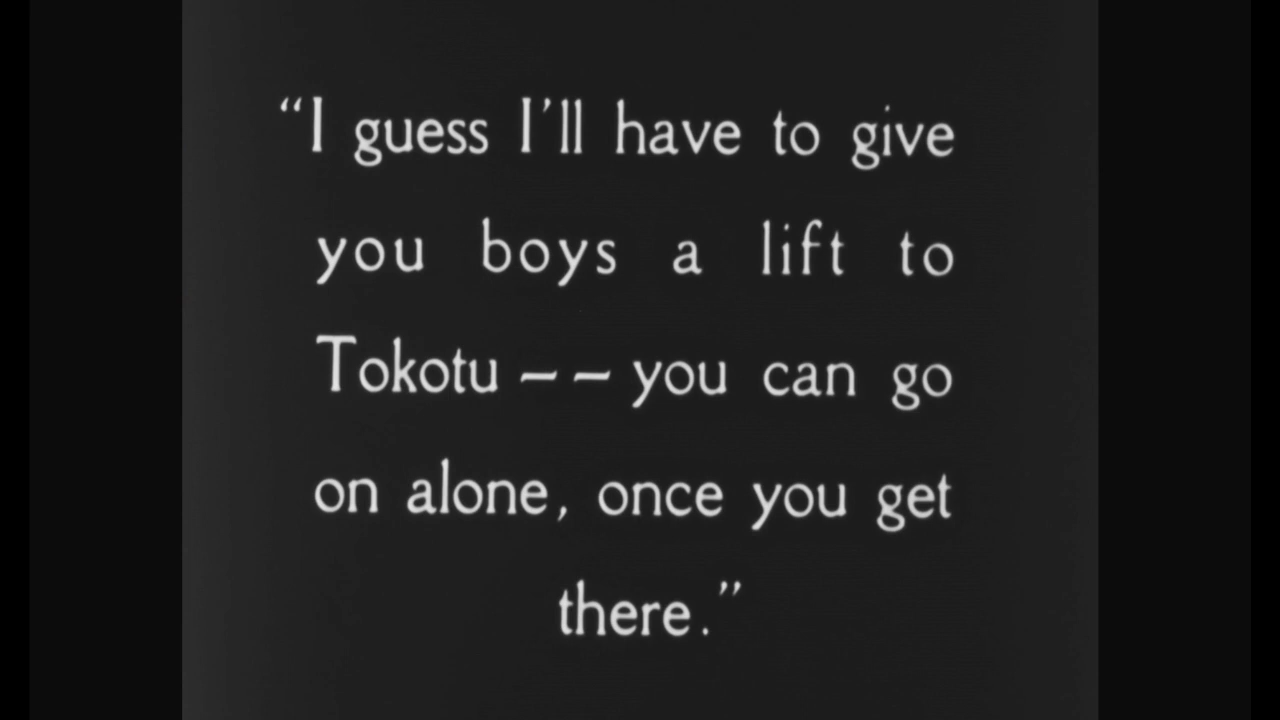 “I guess I’ll have to give
you boys a lift to
Tokotu -- you can go
on alone, once you get
there.”